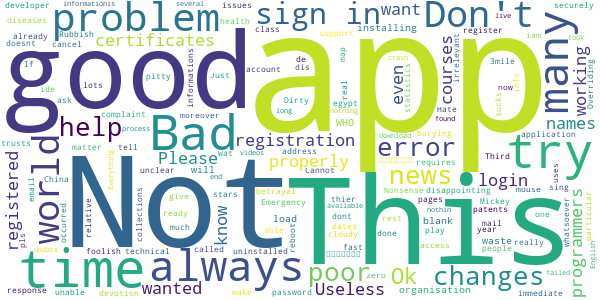 developer informationis several
problem sign in want Don't
issues health live securely
diseases already doesnt Rubbish cancel certificates
installing register iam took
good app many
class support map 3mile
If lots informations courses even irrelevant working
ide ask pitty Just account de dis crash statistics now info Overriding
help Bad registration error try
complaint Dirty real egypt long nothing WHO sucks hate found names
moreover process download burying application
world trusts matter tell Please address properly news requires Third
registered China unclear wat videos will end Cannot login uses
Not This
email occurred collections relative give stars know betrayal Emergency load
Nonsense disappointing mouse sing
thier available dont pages nothin Mickey patents whatsoever particular
pls Everything ready much able dates cloudy blank play year one programmers
time always poor Ok changes
foolish technical called uninstalled reboot fast rest done mail waste people really English
response update unable devotion wanted make password Useless zero organisation access failed immediate